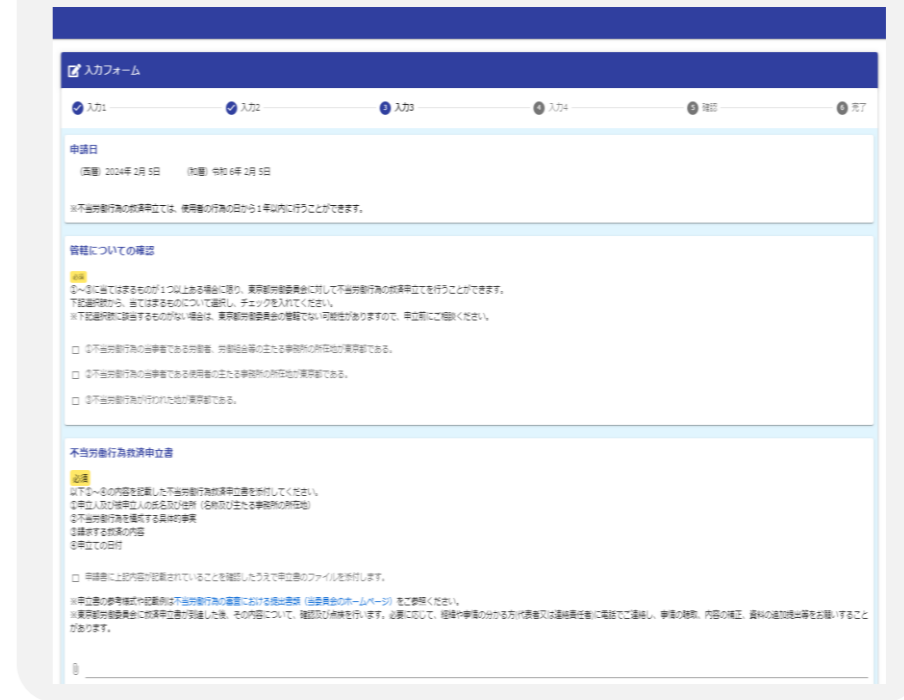 入力フォーム
入力1 入力2 3 入力3 4 入力4 5 確認 6 完了
申請日
（西暦）2024年 2月 5日 （和暦）令和 6年 2月 5日
※不当労働行為の救済申立ては、使用者の行為の日から１年以内に行うことができます。
管轄についての確認
必須
①～③に当てはまるものが１つ以上ある場合に限り、東京都労働委員会に対して不当労働行為の救済申立てを行うことができます。
下記選択肢から、当てはまるものについて選択し、チェックを入れてください。
※下記選択肢に該当するものがない場合は、東京都労働委員会の管轄でない可能性がありますので、申立前にご相談ください。
①不当労働行為の当事者である労働者、労働組合等の主たる事務所の所在地が東京都である。
②不当労働行為の当事者である使用者の主たる事務所の所在地が東京都である。
③不当労働行為が行われた地が東京都である。
不当労働行為救済申立書
必須
以下①～④の内容を記載した不当労働行為救済申立書を添付してください。
①申立人及び被申立人の氏名及び住所（名称及び主たる事務所の所在地）
②不当労働行為を構成する具体的事実
③請求する救済の内容
④申立ての日付
申請書に上記内容が記載されていることを確認したうえで申立書のファイルを添付します。
※申立書の参考様式や記載例は不当労働行為の審査における提出書類（当委員会のホームページ）をご参照ください。
※東京都労働委員会に救済申立書が到達した後、その内容について、確認及び点検を行います。必要に応じて、経緯や事情の分かる方(代表者又は連絡責任者)に電話でご連絡し、事情の聴取、内容の補正、資料の追加提出等をお願いすること
があります。